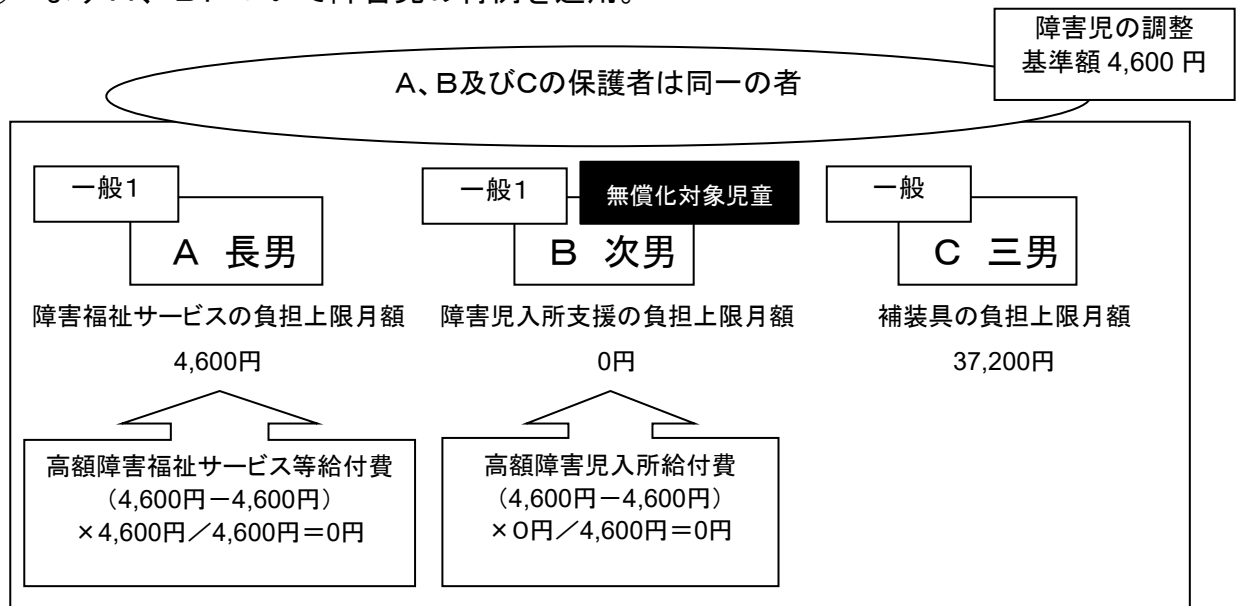 障害児の調整
基準額 4,600 円
A、B及びCの保護者は同一の者
一般1
A 長男
障害福祉サービスの負担上限月額
4,600円
一般1
無償化対象児童
B 次男
障害児入所支援の負担上限月額
0円
一般
C 三男
補装具の負担上限月額
37,200円
高額障害福祉サービス等給付費
(4,600円-4,600円)
×4,600円/4,600円=0円
高額障害児入所給付費
(4,600円-4,600円)
×0円/4,600円=0円